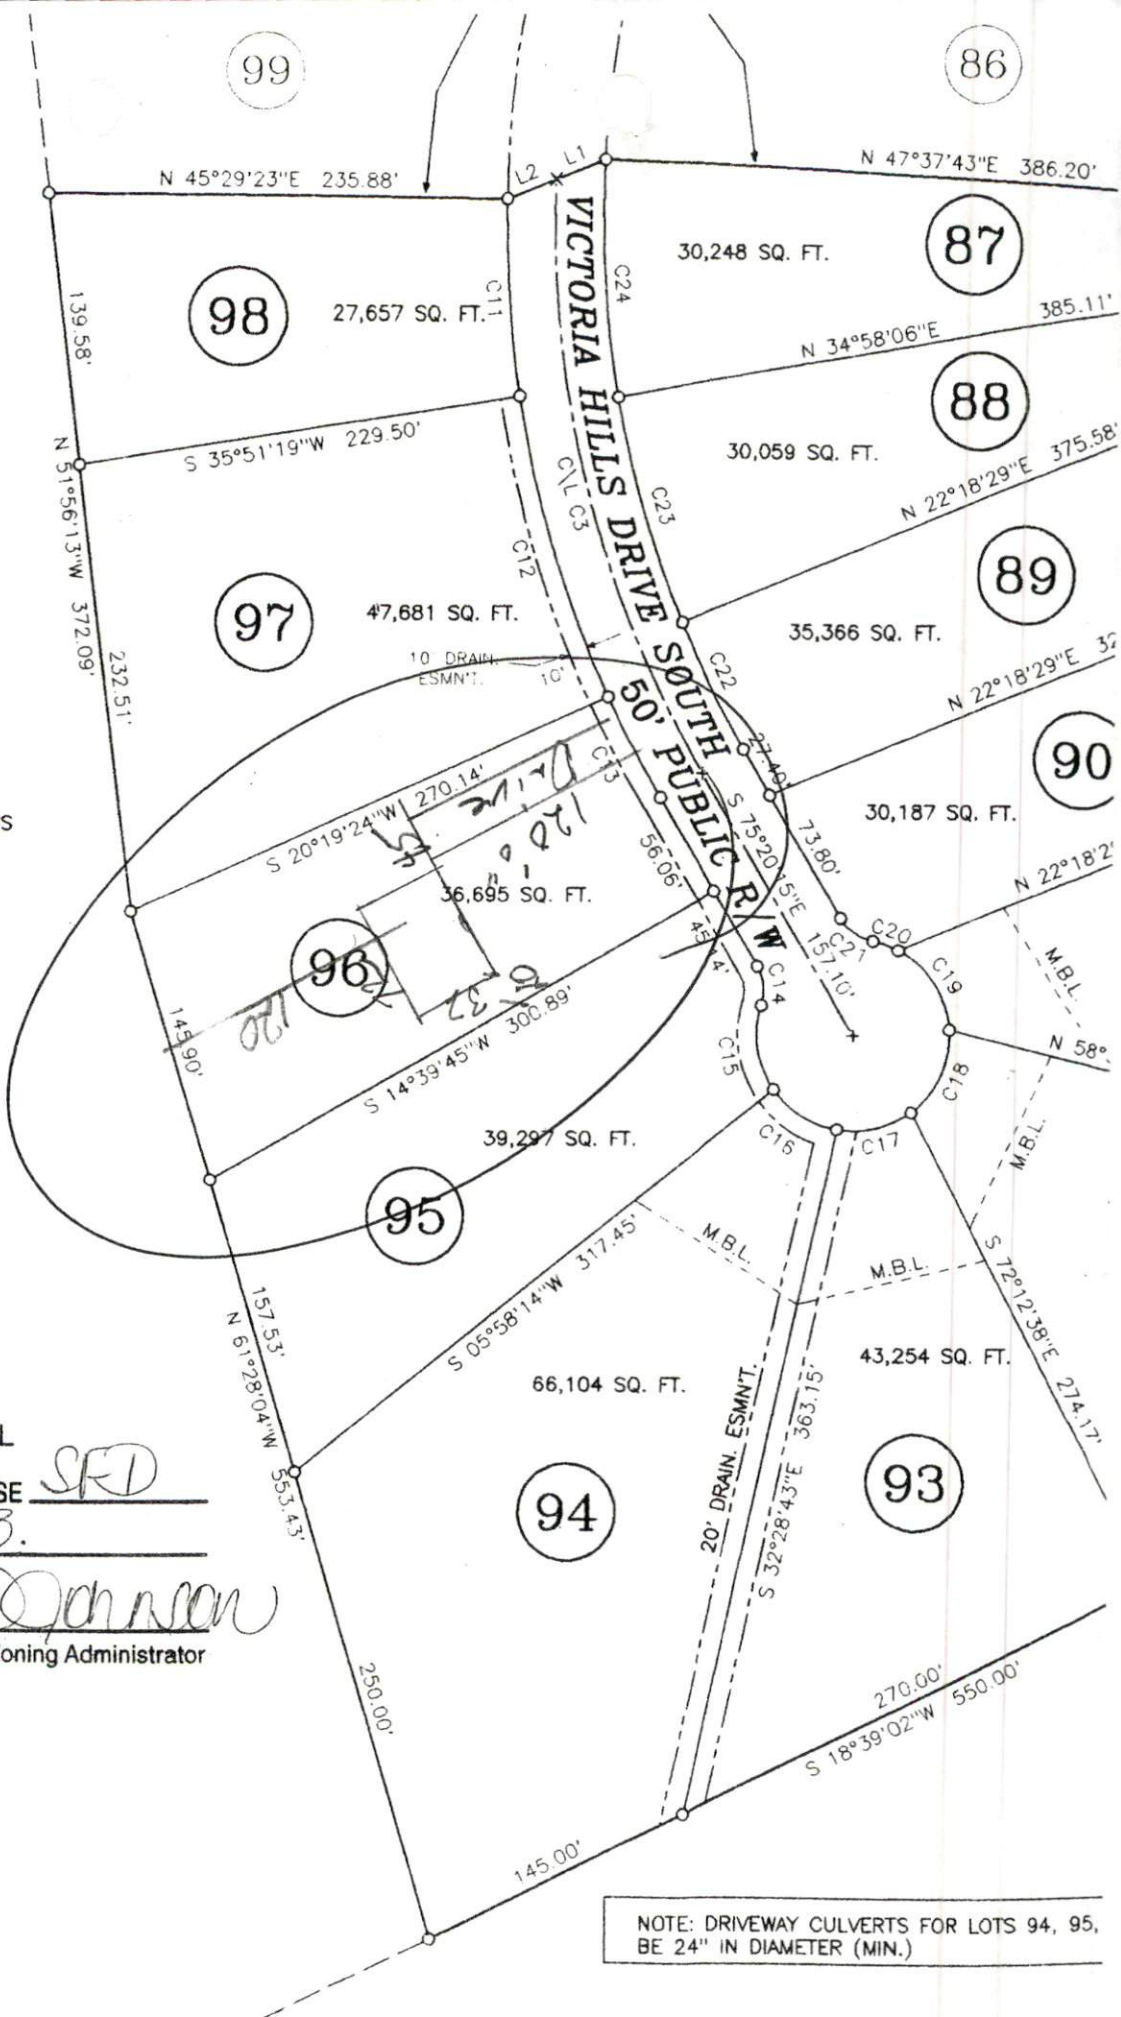 99
86
L1
L2
N 45°29'23"E 235.88'
N 47°37'43"E 386.20'
87
30,248 SQ. FT.
98
27,657 SQ. FT.
C11
C24
139.58'
385.11'
N 34°58'06"E
88
30,059 SQ. FT.
S 35°51'19"W 229.50'
375.58'
N 22°18'29"E
C\L C3
C23
C12
VICTORIA HILLS DRIVE SOUTH
50' PUBLIC R/W
N 51°56'13"W 372.09'
97
47,681 SQ. FT.
89
35,366 SQ. FT.
232.51'
10' DRAIN.
ESMN'T.
10'
C22
N 22°18'29"E 32
27.40'
90
30,187 SQ. FT.
C13
S 20°19'24"W 270.14'
Drive
120'0"
45
S 75°20'15"E 157.10'
73.80'
56.06'
36,695 SQ. FT.
N 22°18'2
S
96
72
37
120
145.90'
C21
C20
C19
C14
C15
M.B.L.
S 14°39'45"W 300.89'
N 58°
C18
M.B.L.
39,297 SQ. FT.
C16
C17
95
M.B.L.
M.B.L.
S 05°58'14"W 317.45'
157.53'
N 61°28'04"W 553.43'
S 72°12'38"E 274.17'
66,104 SQ. FT.
43,254 SQ. FT.
94
93
20' DRAIN. ESMN'T.
S 32°28'43"E 363.15'
L
SE SFD
B.
Johnson
oning Administrator
250.00'
270.00'
S 18°39'02"W 550.00'
145.00'
NOTE: DRIVEWAY CULVERTS FOR LOTS 94, 95,
BE 24" IN DIAMETER (MIN.)